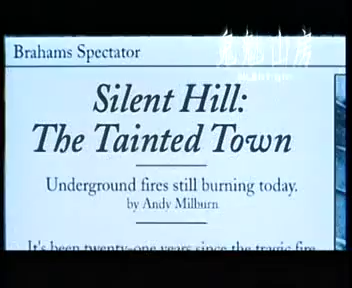 Brahams Spectator
Silent Hill:
The Tainted Town
Underground fires still burning today.
by Andy Milburn
It's been twenty-one years since the tragic fire